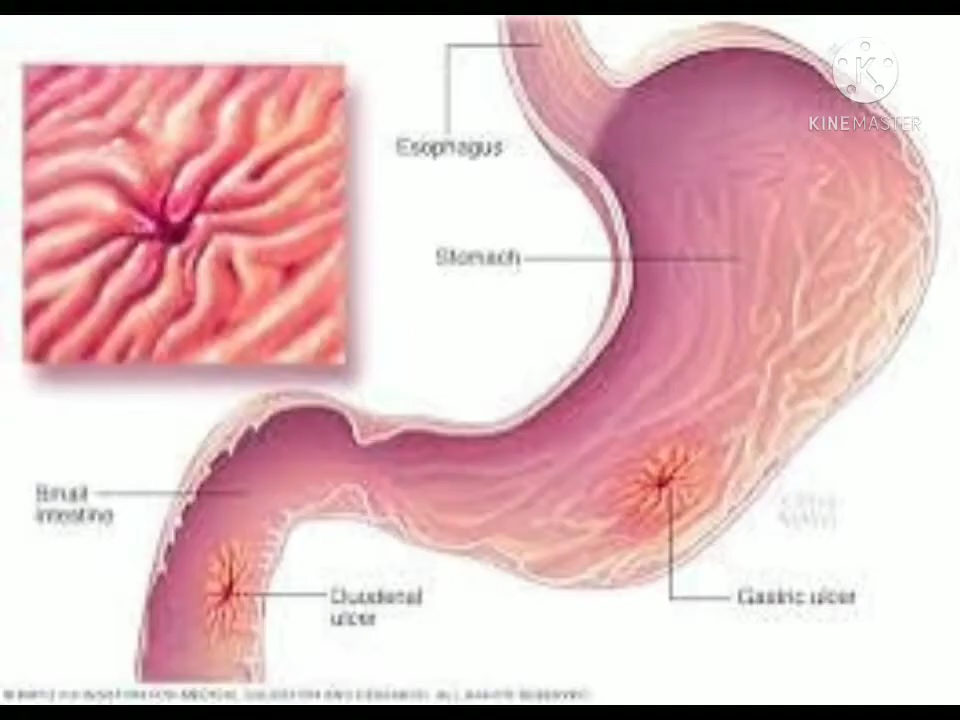 KINEMASTER
Esophagus
Stomach
Small
intestine
Duodenal
ulcer
Gastric ulcer